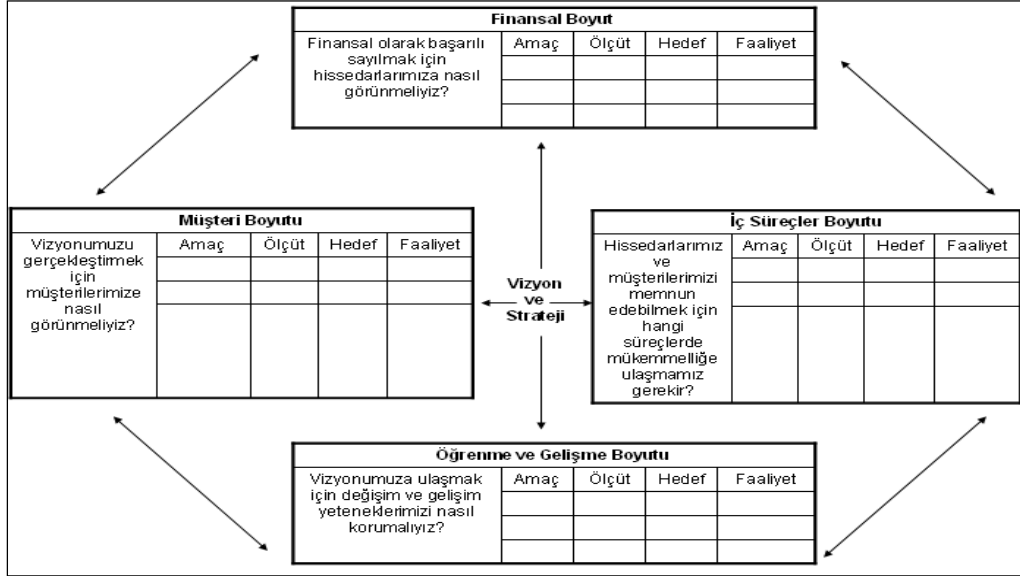 Finansal Boyut
Finansal olarak başarılı
sayılmak için
hissedarlarımıza nasıl
görünmeliyiz?
Amaç Ölçüt Hedef Faaliyet
Müşteri Boyutu
Vizyonumuzu
gerçekleştirmek
için
müşterilerimize
nasıl
görünmeliyiz?
Amaç Ölçüt Hedef Faaliyet
Vizyon
ve
Strateji
İç Süreçler Boyutu
Hissedarlarımız
ve
müşterilerimizi
memnun
edebilmek için
hangi
süreçlerde
mükemmelliğe
ulaşmamız
gerekir?
Amaç Ölçüt Hedef Faaliyet
Öğrenme ve Gelişme Boyutu
Vizyonumuza ulaşmak
için değişim ve gelişim
yeteneklerimizi nasıl
korumalıyız?
Amaç Ölçüt Hedef Faaliyet